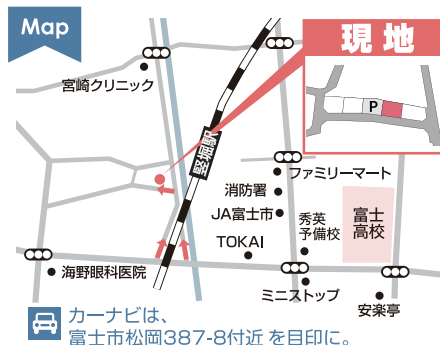 Map
現地
P
宮崎クリニック
竪堀駅
ファミリーマート
消防署
JA富士市
秀英
予備校
富士
高校
TOKAI
海野眼科医院
ミニストップ
安楽亭
カーナビは、
富士市松岡387-8付近 を目印に。